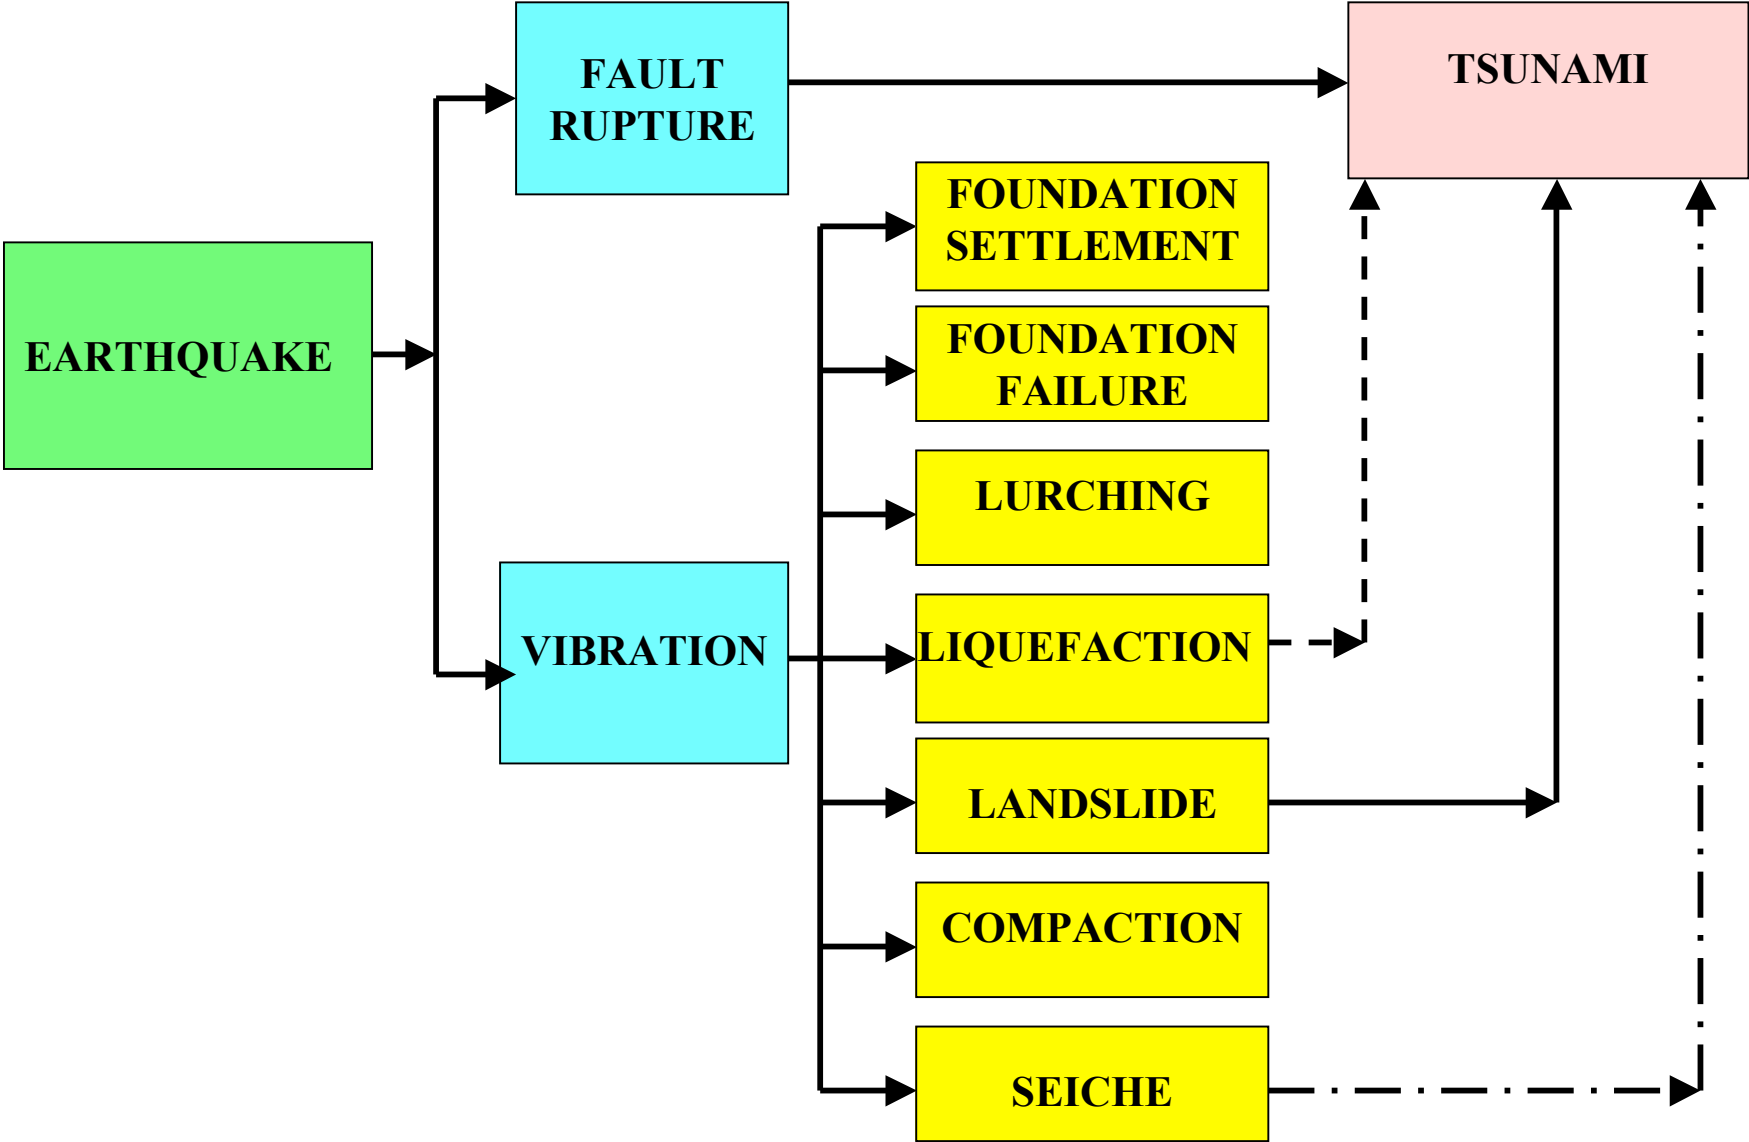 FAULT
RUPTURE
TSUNAMI
FOUNDATION
SETTLEMENT
EARTHQUAKE
FOUNDATION
FAILURE
LURCHING
VIBRATION
LIQUEFACTION
LANDSLIDE
COMPACTION
SEICHE